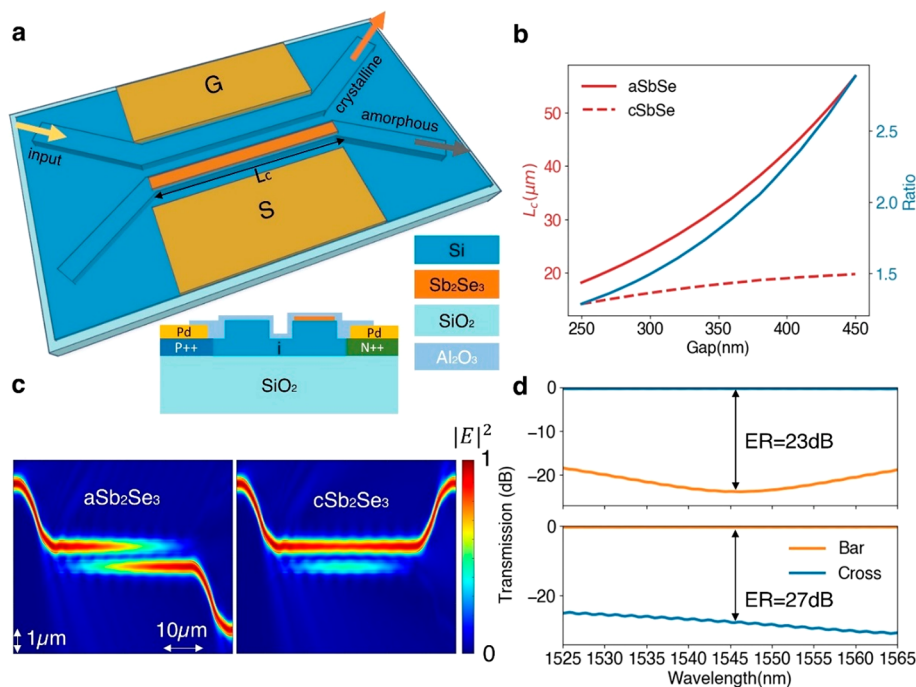 a
G
crystalline
amorphous
input
Lc
S
Si
Sb₂Se₃
SiO₂
Al₂O₃
Pd
Pd
P++
i
N++
SiO₂
b
aSbSe
cSbSe
50
40
30
20
Lc(μm)
2.5
2.0
1.5
Ratio
250 300 350 400 450
Gap(nm)
c
|E|²
1
0
aSb₂Se₃
cSb₂Se₃
1μm
10μm
d
0
−10
−20
ER=23dB
0
−20
Bar
Cross
ER=27dB
Transmission (dB)
1525 1530 1535 1540 1545 1550 1555 1560 1565
Wavelength(nm)